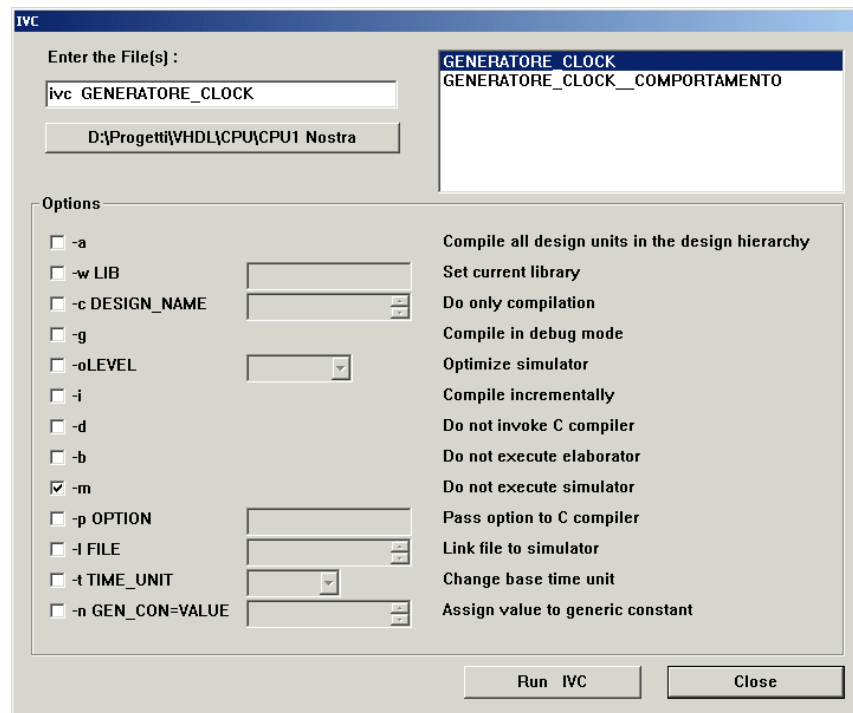 IVC
Enter the File(s) :
ivc GENERATORE_CLOCK
D:\Progetti\VHDL\CPU\CPU1 Nostra
GENERATORE_CLOCK
GENERATORE_CLOCK__COMPORTAMENTO
Options
-a Compile all design units in the design hierarchy
-w LIB Set current library
-c DESIGN_NAME Do only compilation
-g Compile in debug mode
-oLEVEL Optimize simulator
-i Compile incrementally
-d Do not invoke C compiler
-b Do not execute elaborator
-m Do not execute simulator
-p OPTION Pass option to C compiler
-l FILE Link file to simulator
-t TIME_UNIT Change base time unit
-n GEN_CON=VALUE Assign value to generic constant
Run IVC Close